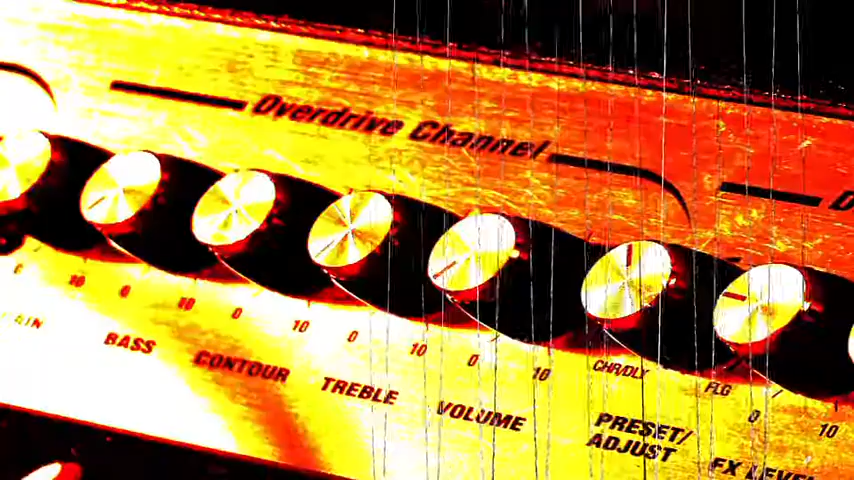 Overdrive Channel
D
0 10 0 10 0 10 0 10 0 10 CHR/DLY FLG 0 10
AIN BASS CONTOUR TREBLE VOLUME PRESET/
ADJUST FX LEVEL